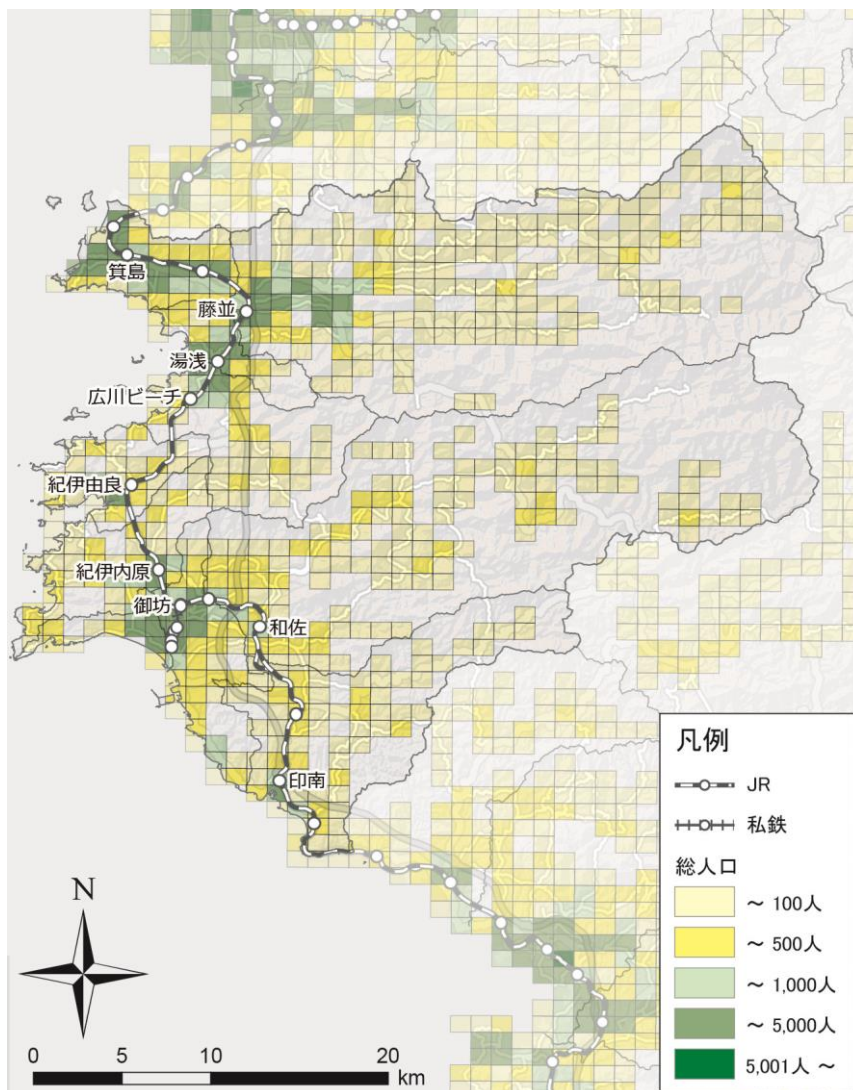 箕島
藤並
湯浅
広川ビーチ
紀伊由良
紀伊内原
御坊
和佐
印南
凡例
JR
私鉄
総人口
～ 100人
～ 500人
～ 1,000人
～ 5,000人
5,001人 ～
N
0 5 10 20
km